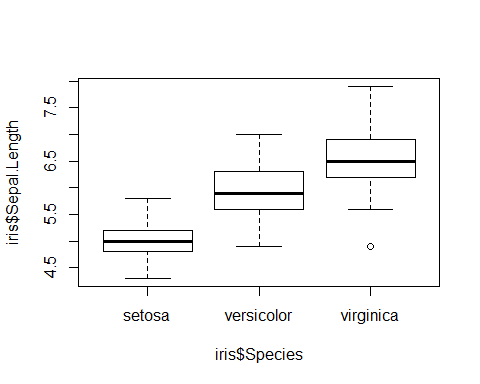 iris$Sepal.Length
7.5
6.5
5.5
4.5
setosa versicolor virginica
iris$Species